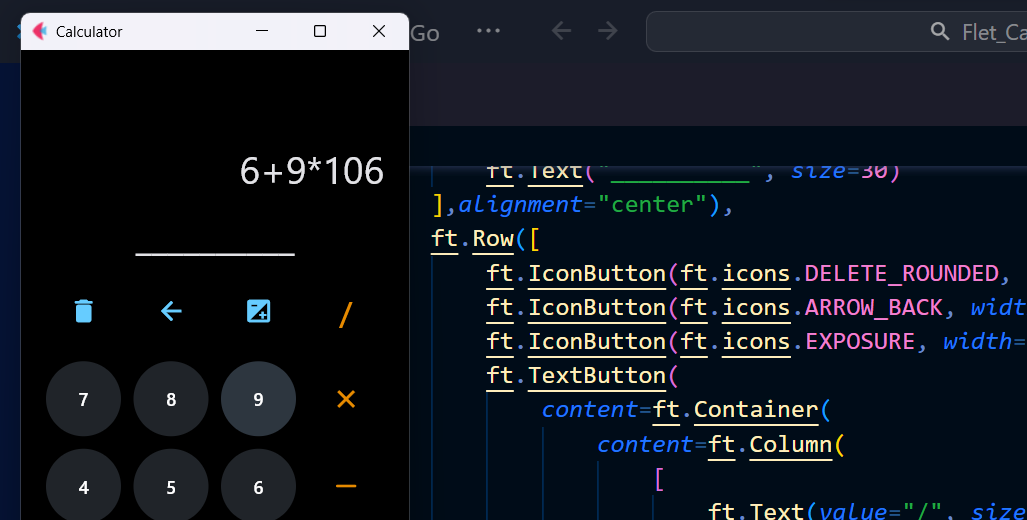 Calculator
Go
Flet_Ca
6+9*106
/
7 8 9 ×
4 5 6 −
ft.Text("__________", size=30)
],alignment="center"),
ft.Row([
ft.IconButton(ft.icons.DELETE_ROUNDED,
ft.IconButton(ft.icons.ARROW_BACK, widt
ft.IconButton(ft.icons.EXPOSURE, width=
ft.TextButton(
content=ft.Container(
content=ft.Column(
[
ft.Text(value="/", size